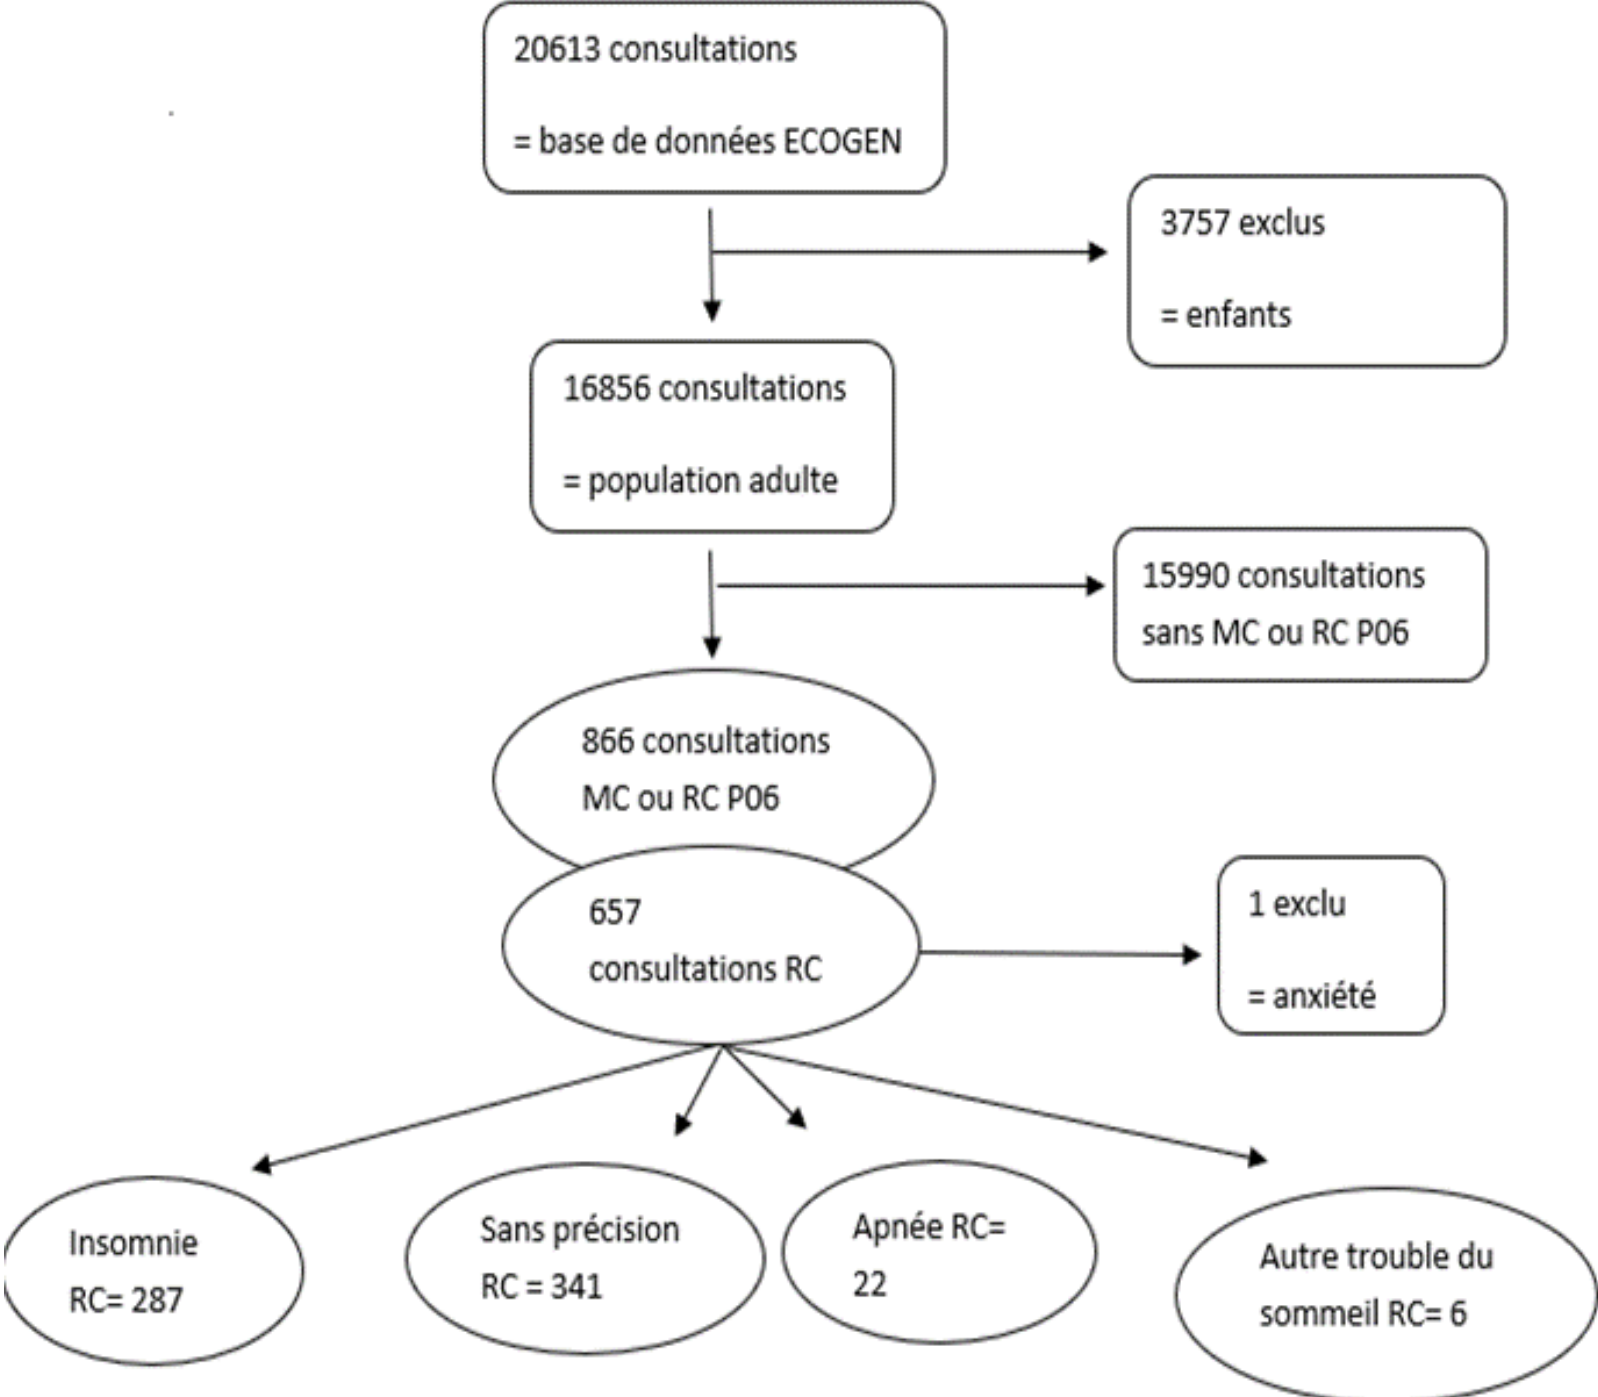 20613 consultations
= base de données ECOGEN
3757 exclus
= enfants
16856 consultations
= population adulte
15990 consultations
sans MC ou RC P06
866 consultations
MC ou RC P06
657
consultations RC
1 exclu
= anxiété
Insomnie
RC= 287
Sans précision
RC = 341
Apnée RC=
22
Autre trouble du
sommeil RC= 6